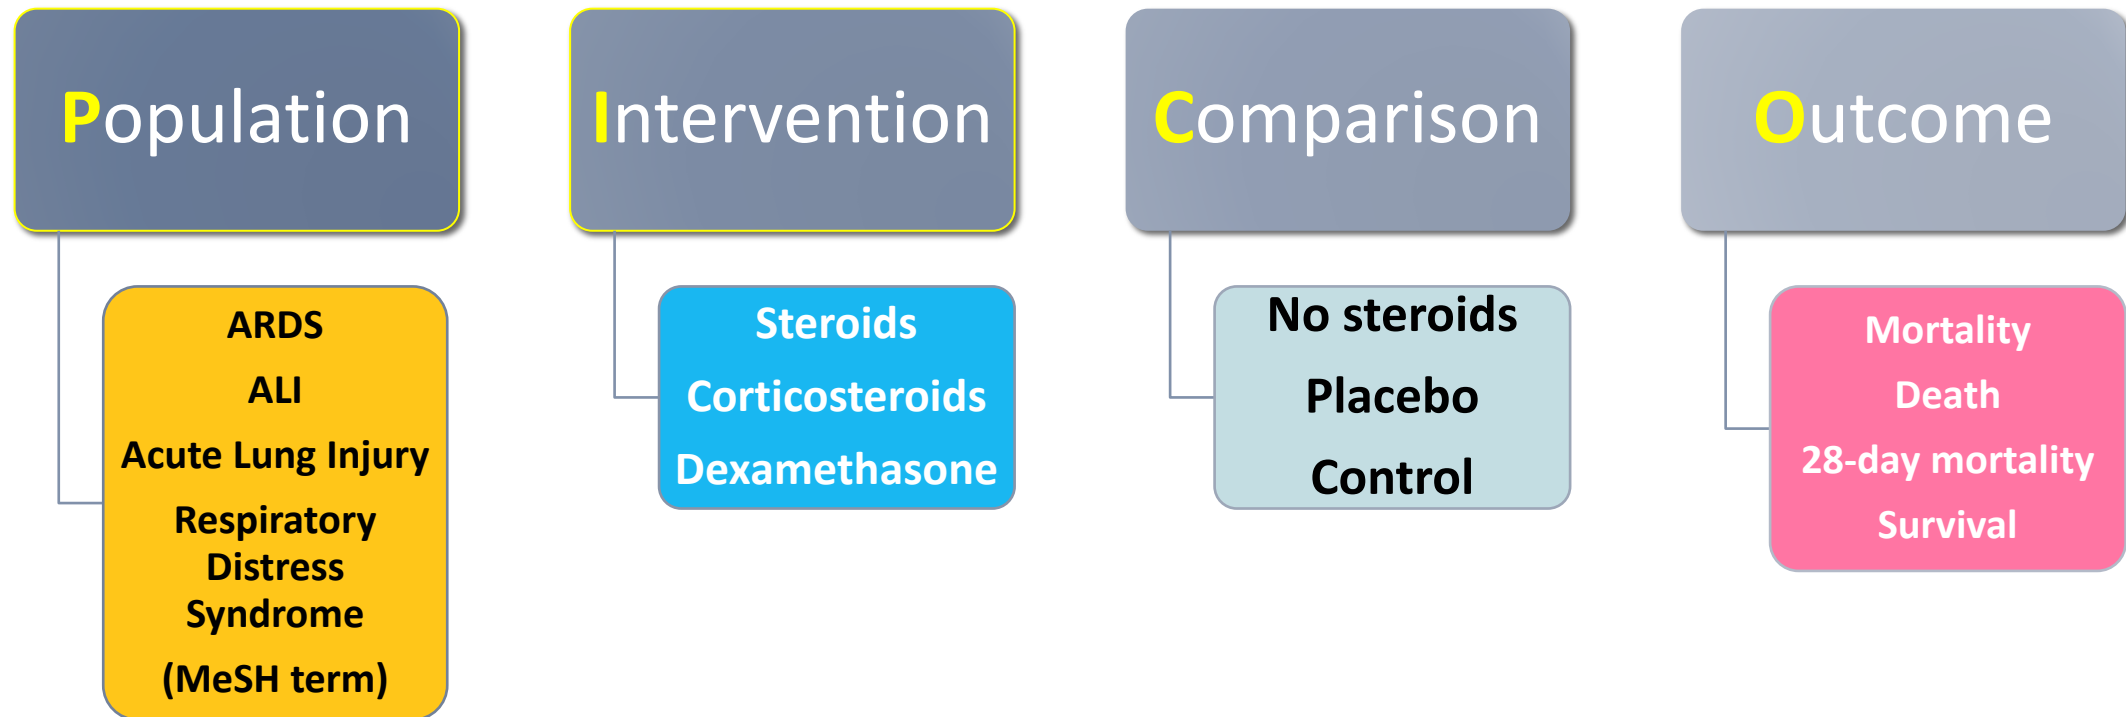 Population
ARDS
ALI
Acute Lung Injury
Respiratory
Distress
Syndrome
(MeSH term)
Intervention
Steroids
Corticosteroids
Dexamethasone
Comparison
No steroids
Placebo
Control
Outcome
Mortality
Death
28-day mortality
Survival